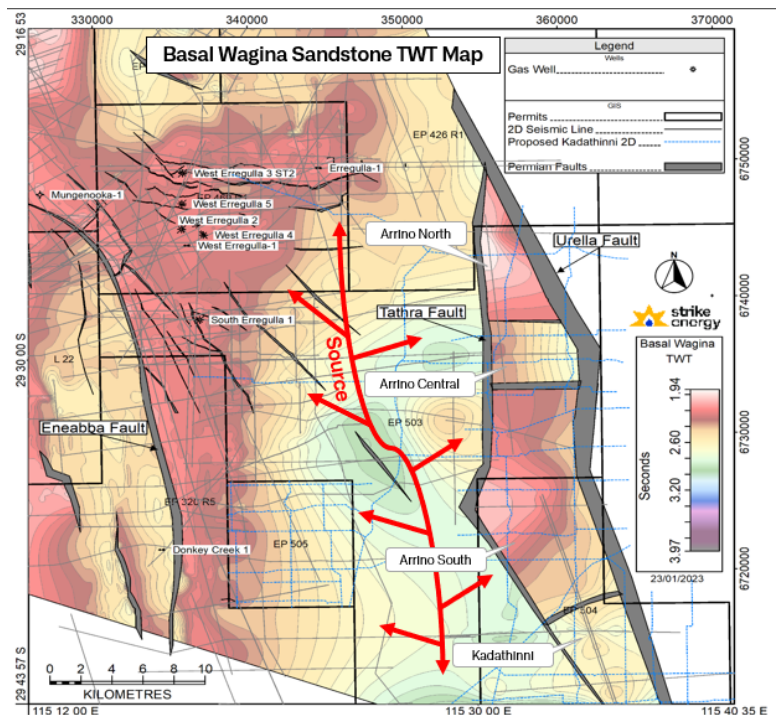 330000
340000
350000
360000
370000
29 16 53
Basal Wagina Sandstone TWT Map
Legend
Wells
Gas Well
GIS
Permits
2D Seismic Line
Proposed Kadathinni 2D
Permian Faults
EP 426 R1
6750000
West Erregulla 3 ST2
Erregulla-1
Mungenooka-1
West Erregulla 5
West Erregulla 2
West Erregulla 4
West Erregulla-1
Arrino North
Urella Fault
6740000
Tathra Fault
strike
energy
South Erregulla 1
Source
29 30 00 S
L 22
Arrino Central
Basal Wagina
TWT
1.94
2.60
3.20
3.97
Seconds
EP 503
6730000
Eneabba Fault
EP 320 R5
EP 505
Donkey Creek 1
Arrino South
23/01/2023
6720000
EP 504
Kadathinni
29 43 57 S
0 2 4 6 8 10
KILOMETRES
115 12 00 E
115 30 00 E
115 40 35 E